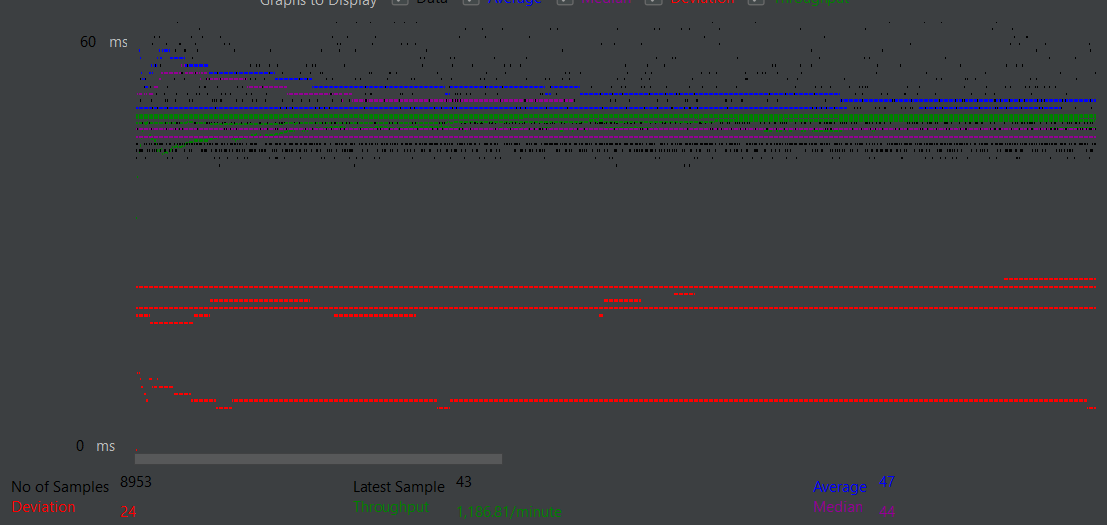 Graphs to Display Data Average Median Deviation Throughput
60 ms
0 ms
No of Samples 8953 Latest Sample 43 Average 47
Deviation 24 Throughput 1,186.81/minute Median 44